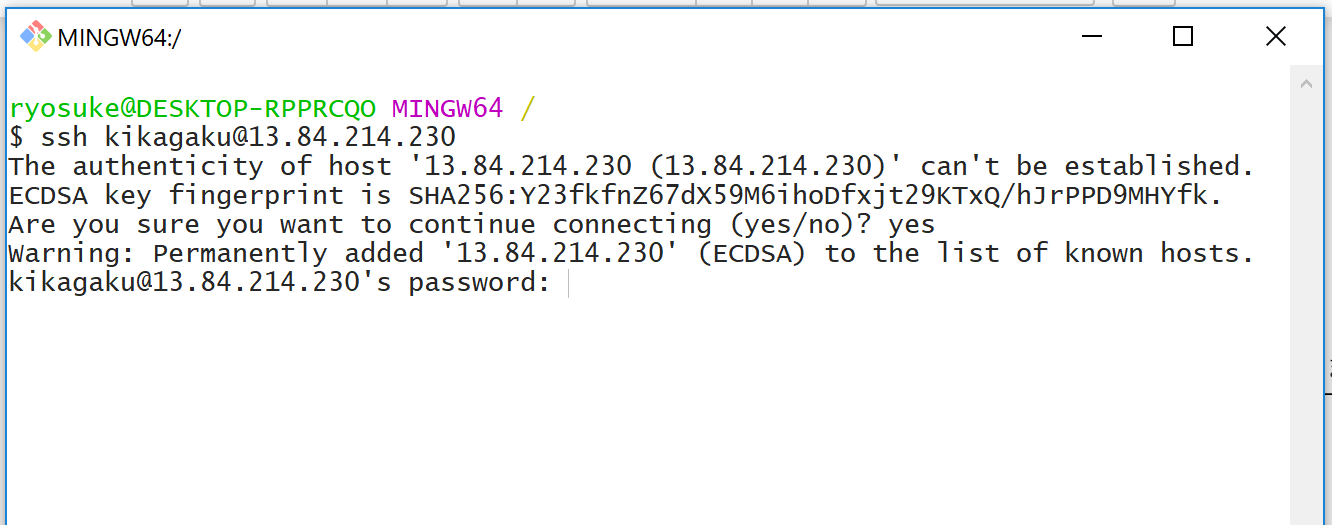 MINGW64:/
ryosuke@DESKTOP-RPPRCQO MINGW64 /
$ ssh kikagaku@13.84.214.230
The authenticity of host '13.84.214.230 (13.84.214.230)' can't be established.
ECDSA key fingerprint is SHA256:Y23fkfnZ67dX59M6ihoDfxjt29KTxQ/hJrPPD9MHYfk.
Are you sure you want to continue connecting (yes/no)? yes
Warning: Permanently added '13.84.214.230' (ECDSA) to the list of known hosts.
kikagaku@13.84.214.230's password: